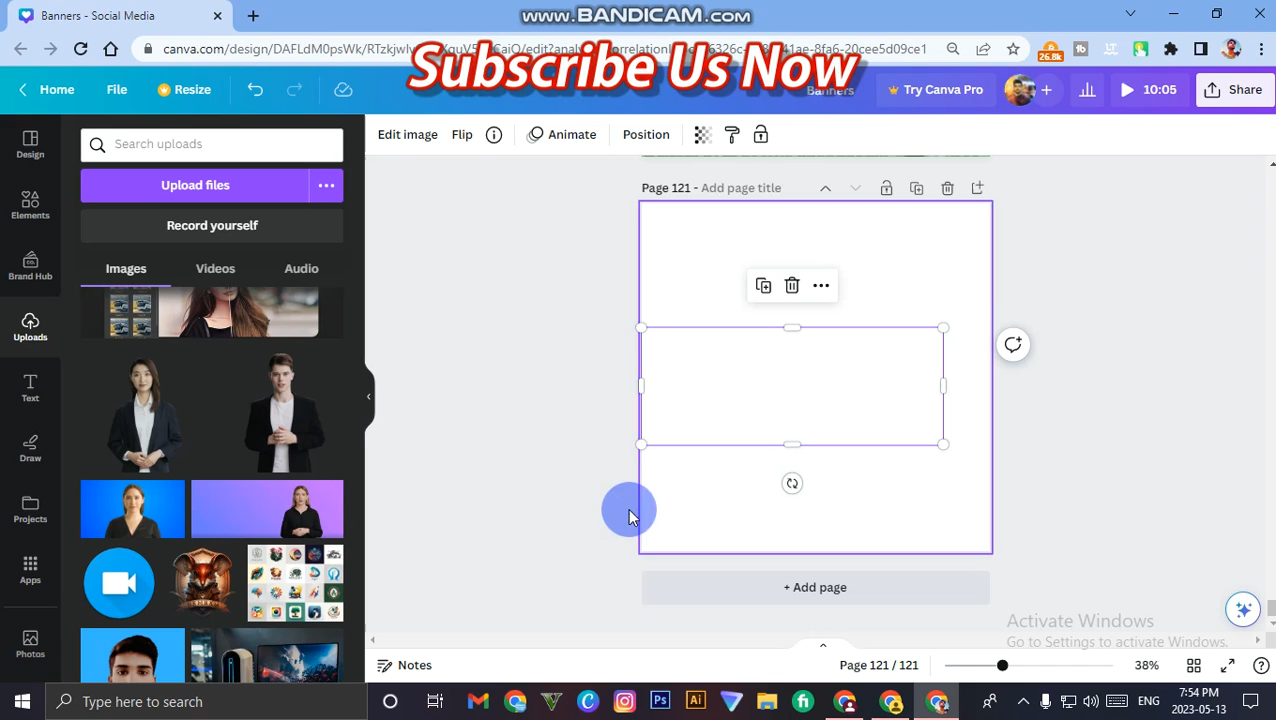 www.BANDICAM.com
Banners - Social Media
canva.com/design/DAFLdM0psWk/
26.8k
Subscribe Us Now
Home
File
Resize
Banners
Try Canva Pro
10:05
Share
Design
Elements
Brand Hub
Uploads
Text
Draw
Projects
Apps
Photos
Search uploads
Upload files
Record yourself
Images
Videos
Audio
Edit image
Flip
Animate
Position
Page 121 - Add page title
+ Add page
Activate Windows
Go to Settings to activate Windows.
Notes
Page 121 / 121
38%
Type here to search
ENG
7:54 PM
2023-05-13